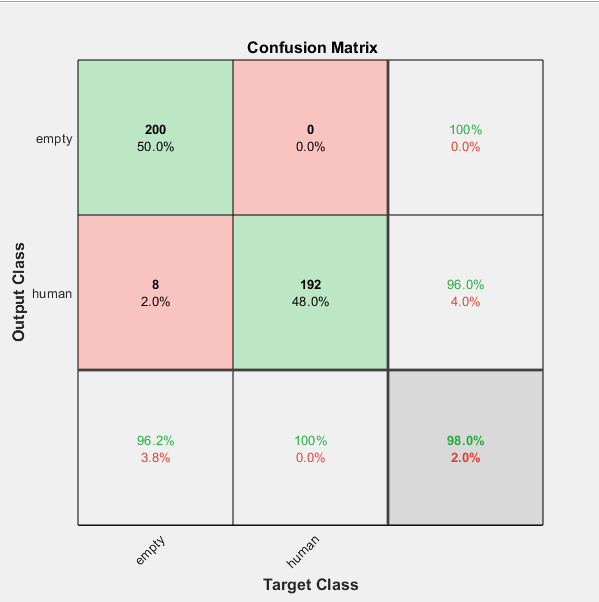 Confusion Matrix
empty
200
50.0%
0
0.0%
100%
0.0%
human
8
2.0%
192
48.0%
96.0%
4.0%
96.2%
3.8%
100%
0.0%
98.0%
2.0%
empty
human
Output Class
Target Class